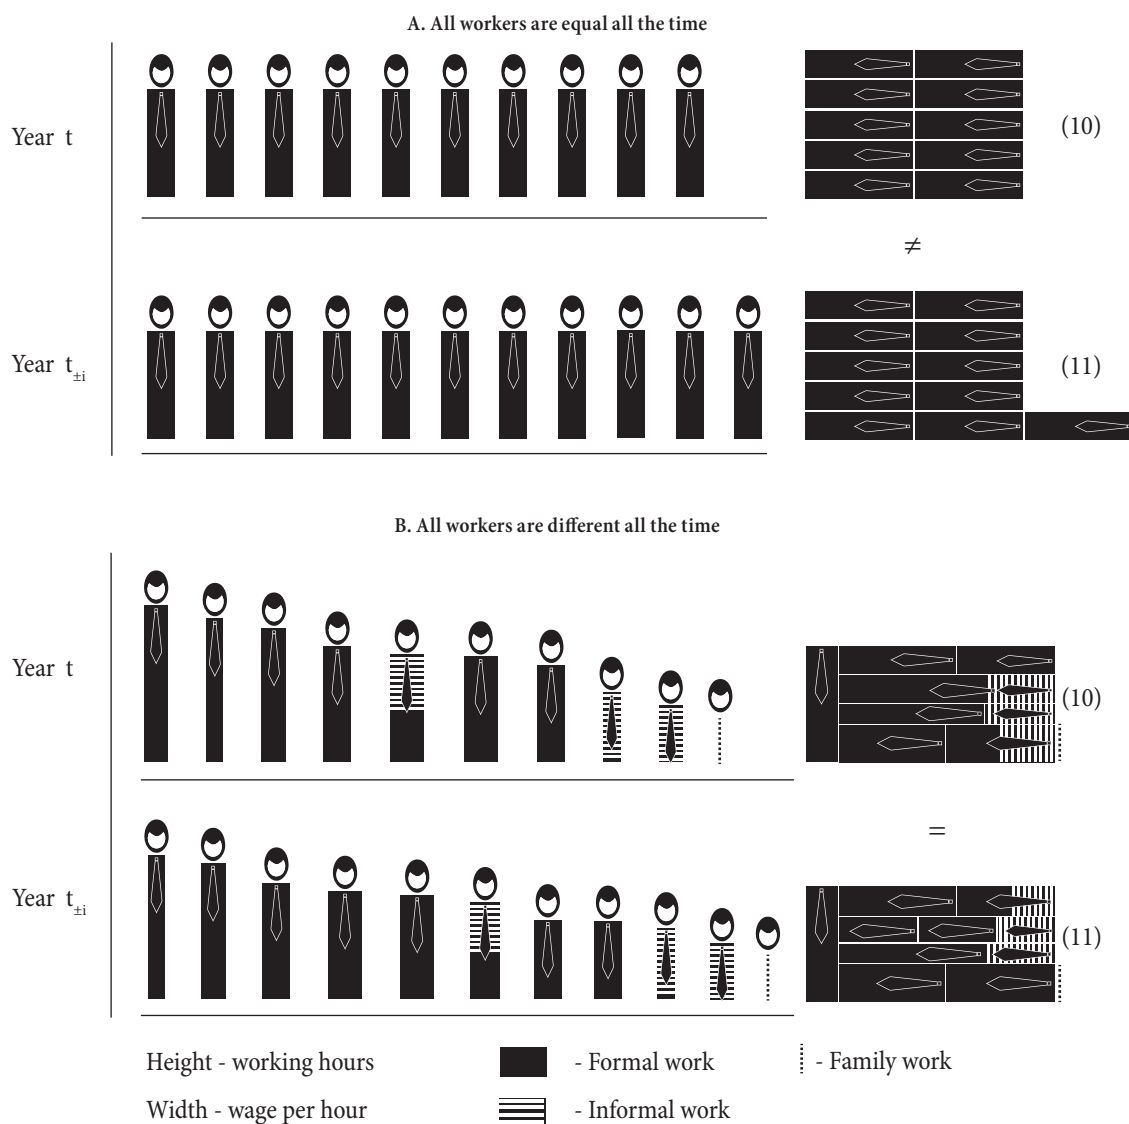 A. All workers are equal all the time
Year t
(10)
≠
Year t±i
(11)
B. All workers are different all the time
Year t
(10)
=
Year t±i
(11)
Height - working hours
- Formal work
- Family work
Width - wage per hour
- Informal work